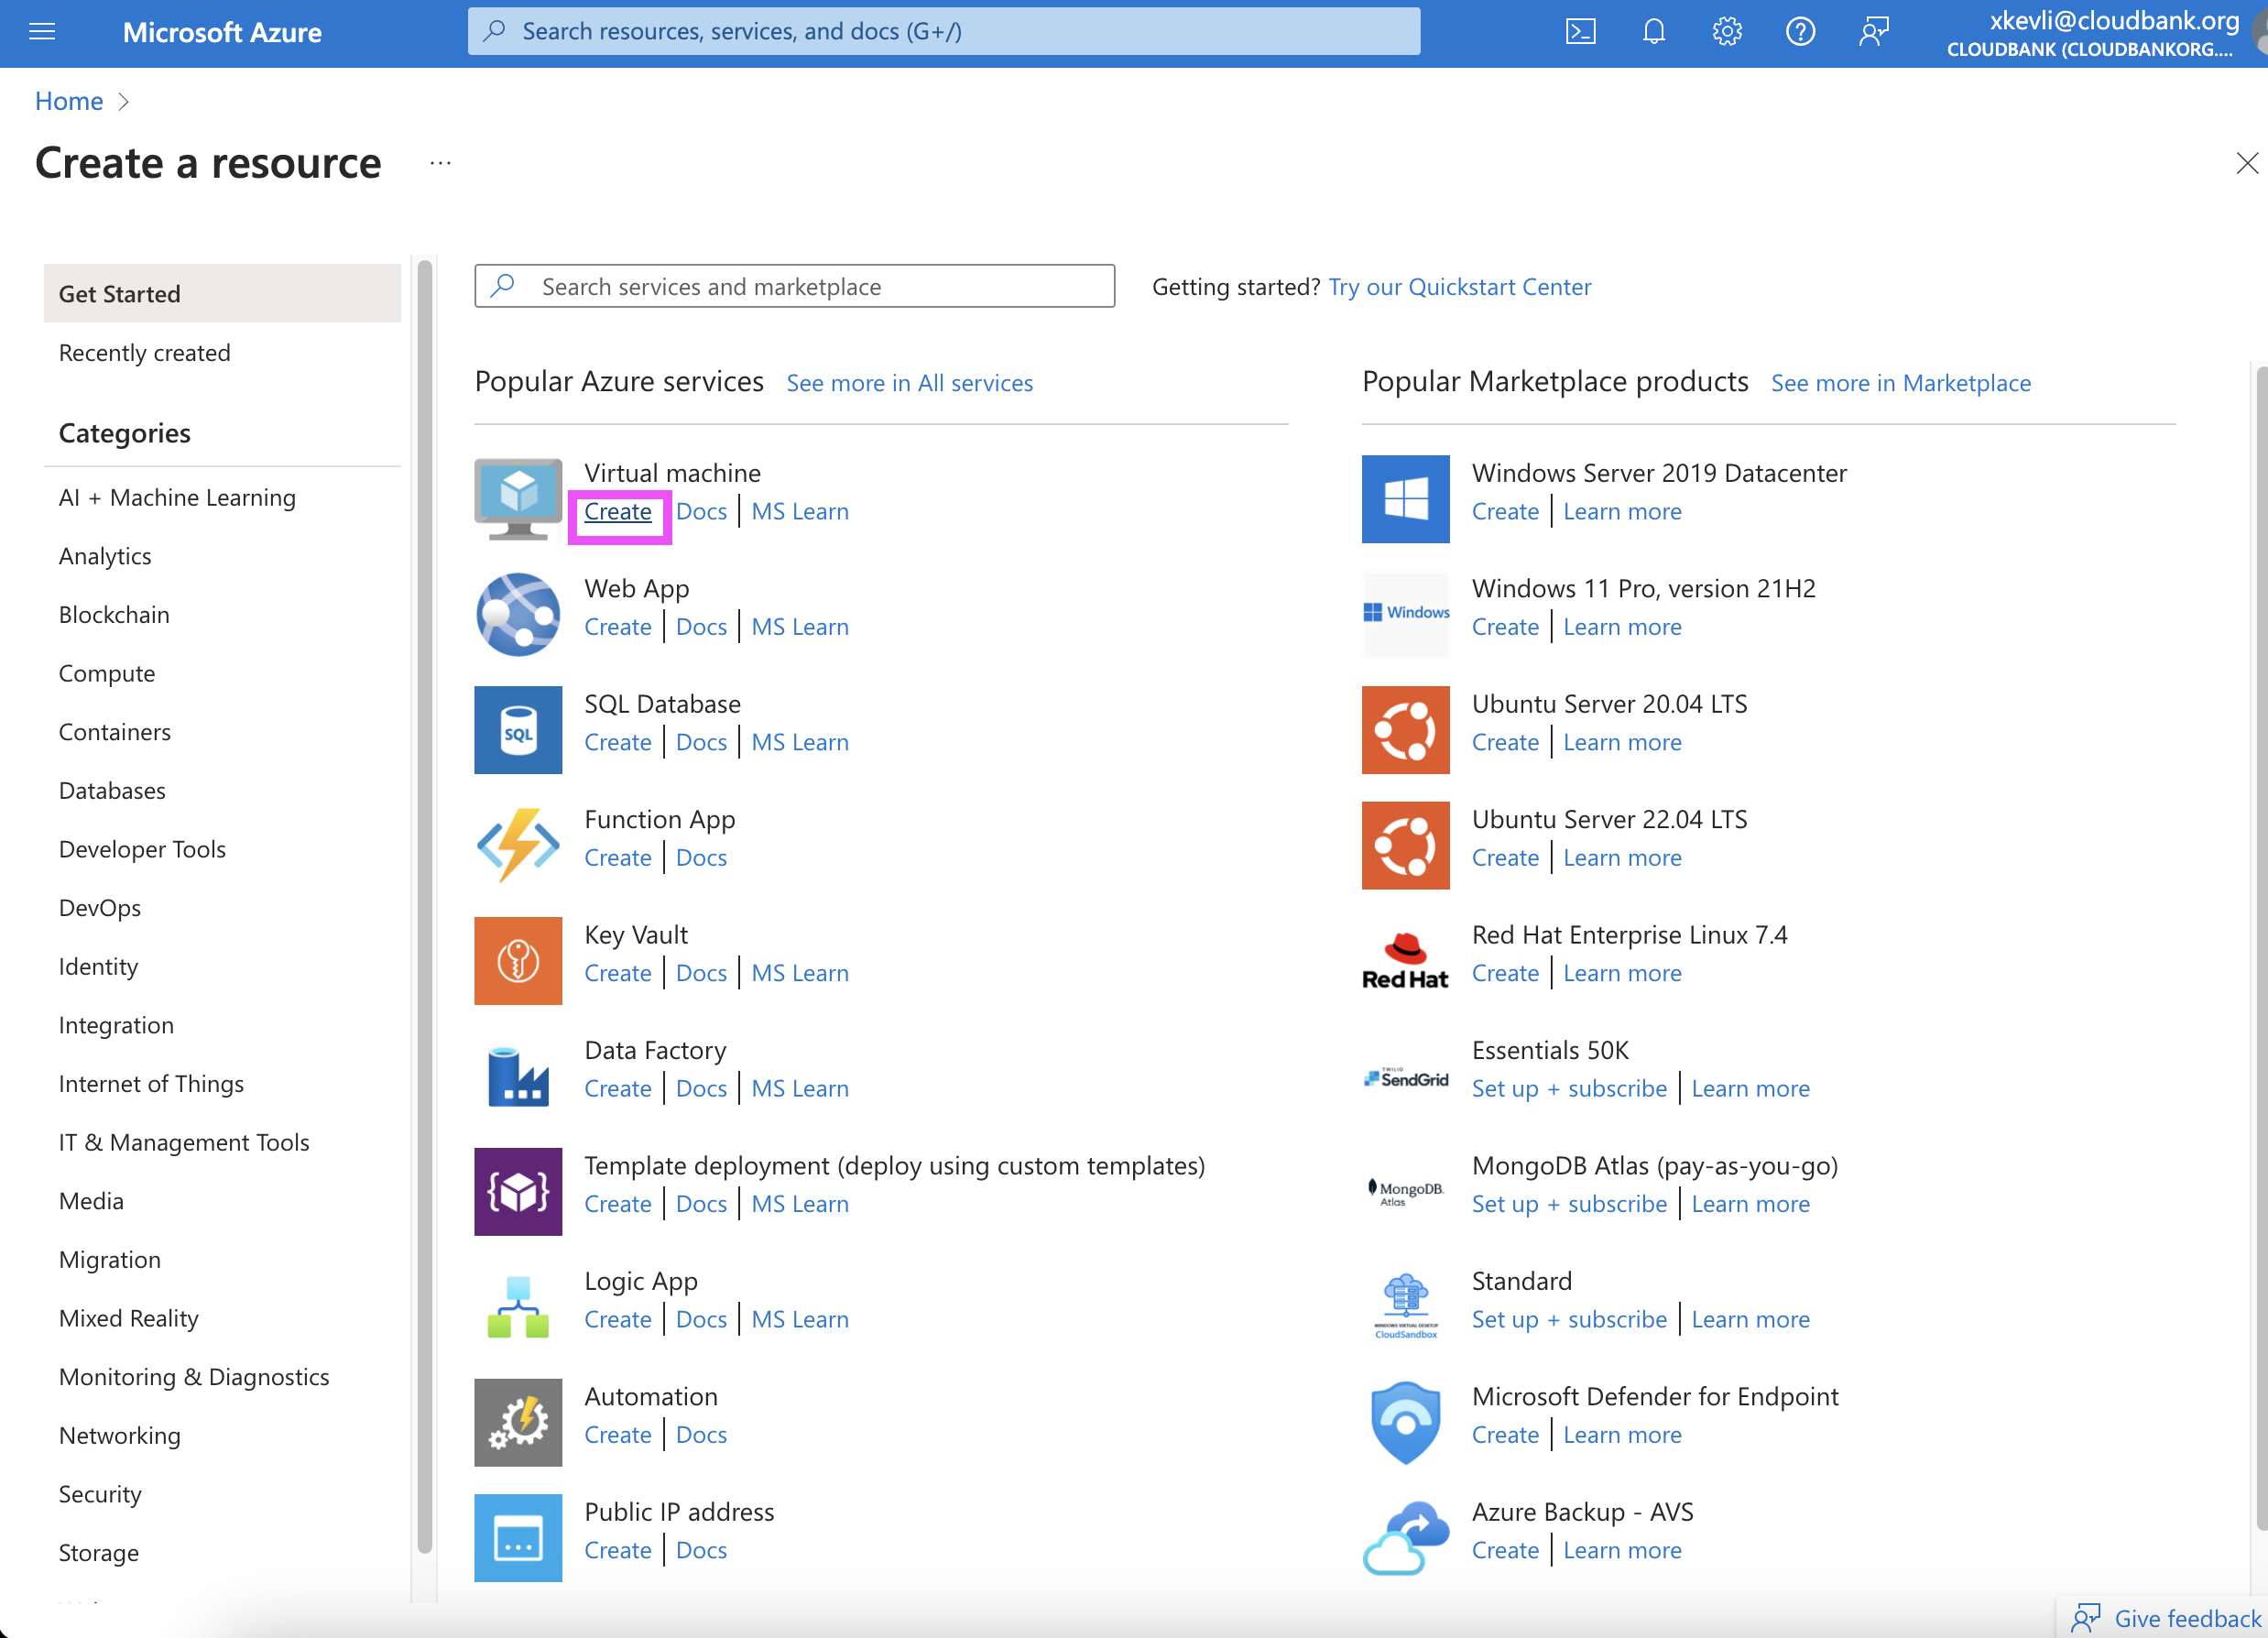 Microsoft Azure
Search resources, services, and docs (G+/)
xkevli@cloudbank.org
CLOUDBANK (CLOUDBANKORG....
Home
Create a resource
...
Get Started
Recently created
Categories
AI + Machine Learning
Analytics
Blockchain
Compute
Containers
Databases
Developer Tools
DevOps
Identity
Integration
Internet of Things
IT & Management Tools
Media
Migration
Mixed Reality
Monitoring & Diagnostics
Networking
Security
Storage
Search services and marketplace
Getting started? Try our Quickstart Center
Popular Azure services See more in All services
Virtual machine
Create Docs MS Learn
Web App
Create Docs MS Learn
SQL
SQL Database
Create Docs MS Learn
Function App
Create Docs
Key Vault
Create Docs MS Learn
Data Factory
Create Docs MS Learn
Template deployment (deploy using custom templates)
Create Docs MS Learn
Logic App
Create Docs MS Learn
Automation
Create Docs
Public IP address
Create Docs
Popular Marketplace products See more in Marketplace
Windows Server 2019 Datacenter
Create Learn more
Windows
Windows 11 Pro, version 21H2
Create Learn more
Ubuntu Server 20.04 LTS
Create Learn more
Ubuntu Server 22.04 LTS
Create Learn more
Red Hat
Red Hat Enterprise Linux 7.4
Create Learn more
TWILIO
SendGrid
Essentials 50K
Set up + subscribe Learn more
MongoDB.
Atlas
MongoDB Atlas (pay-as-you-go)
Set up + subscribe Learn more
WINDOWS VIRTUAL DESKTOP
CloudSandbox
Standard
Set up + subscribe Learn more
Microsoft Defender for Endpoint
Create Learn more
Azure Backup - AVS
Create Learn more
Give feedback